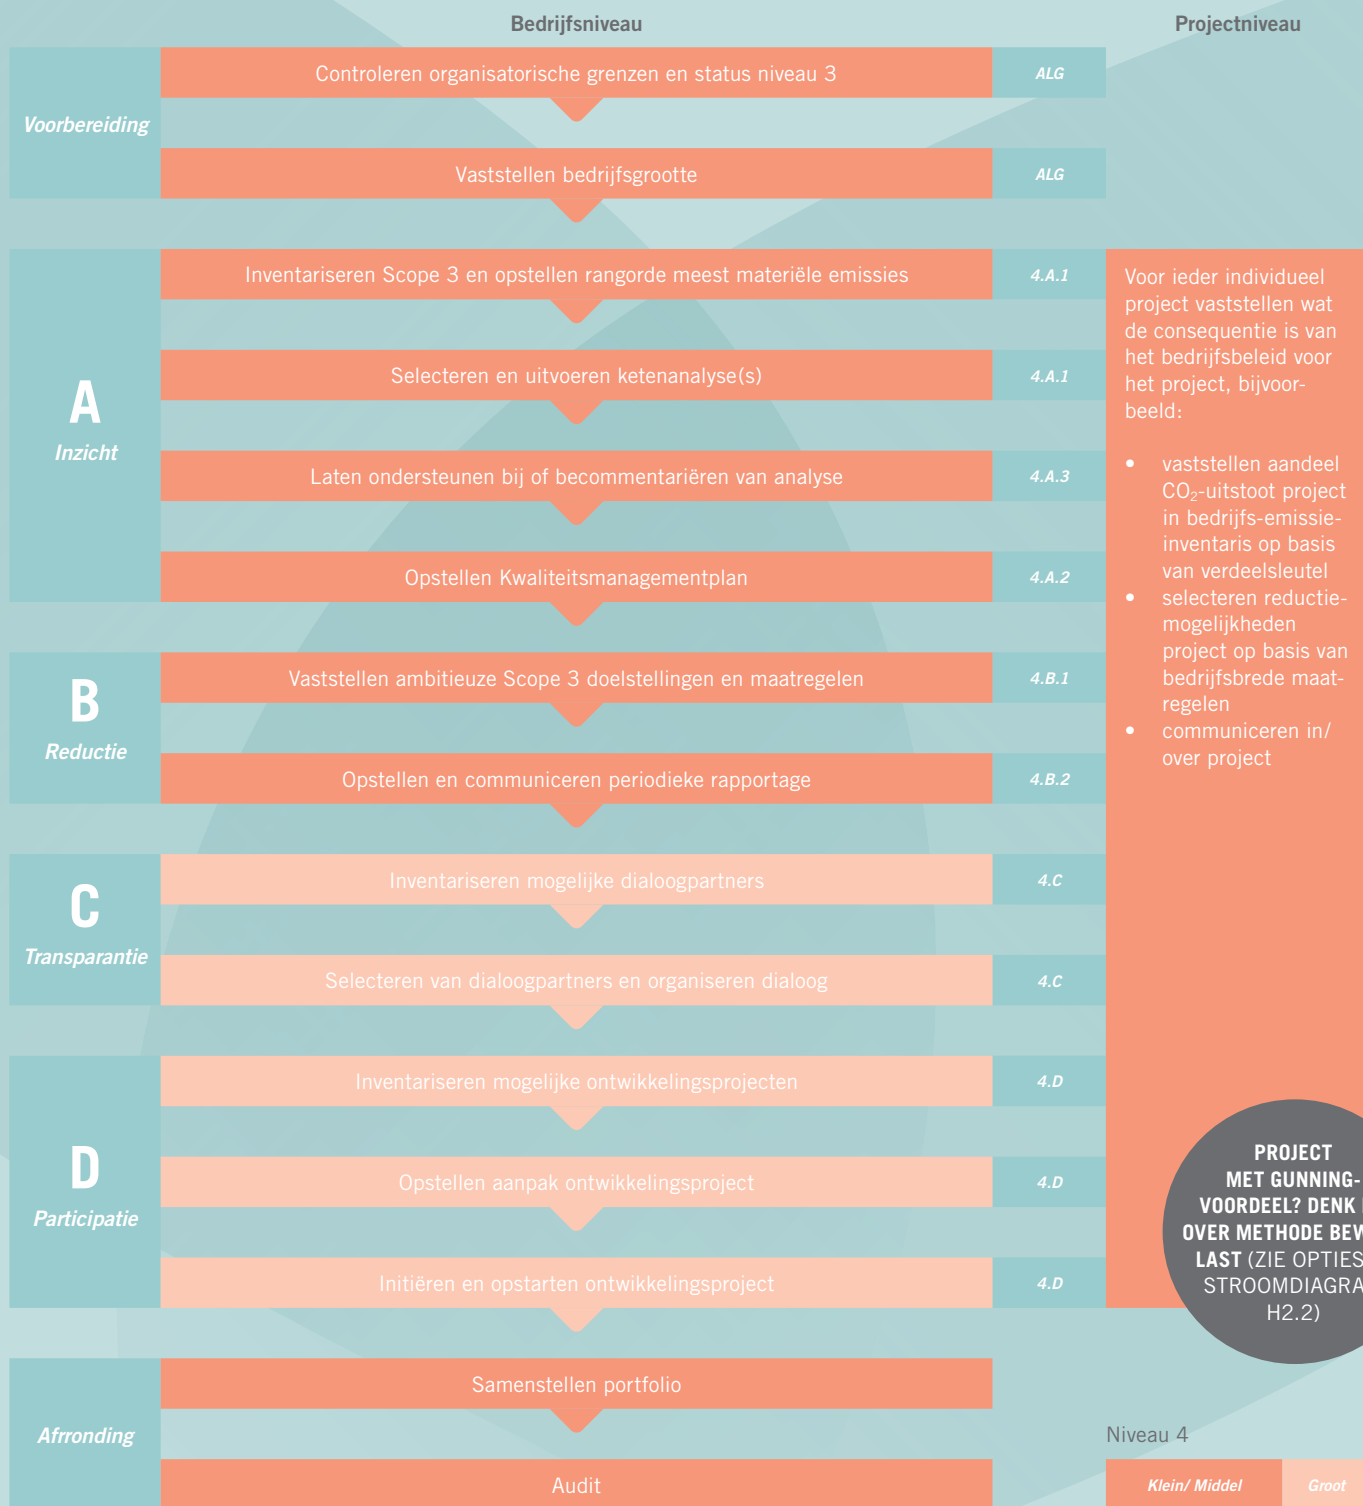 Bedrijfsniveau
Projectniveau
Voorbereiding
Controleren organisatorische grenzen en status niveau 3
ALG
Vaststellen bedrijfsgrootte
ALG
A
Inzicht
Inventariseren Scope 3 en opstellen rangorde meest materiële emissies
4.A.1
Selecteren en uitvoeren ketenanalyse(s)
4.A.1
Laten ondersteunen bij of becommentariëren van analyse
4.A.3
Opstellen Kwaliteitsmanagementplan
4.A.2
B
Reductie
Vaststellen ambitieuze Scope 3 doelstellingen en maatregelen
4.B.1
Opstellen en communiceren periodieke rapportage
4.B.2
C
Transparantie
Inventariseren mogelijke dialoogpartners
4.C
Selecteren van dialoogpartners en organiseren dialoog
4.C
D
Participatie
Inventariseren mogelijke ontwikkelingsprojecten
4.D
Opstellen aanpak ontwikkelingsproject
4.D
Initiëren en opstarten ontwikkelingsproject
4.D
Afrronding
Samenstellen portfolio
Audit
Voor ieder individueel
project vaststellen wat
de consequentie is van
het bedrijfsbeleid voor
het project, bijvoor-
beeld:
• vaststellen aandeel
CO₂-uitstoot project
in bedrijfs-emissie-
inventaris op basis
van verdeelsleutel
• selecteren reductie-
mogelijkheden
project op basis van
bedrijfsbrede maat-
regelen
• communiceren in/
over project
PROJECT
MET GUNNING-
VOORDEEL? DENK
OVER METHODE
LAST (ZIE OPTIES
H2.2)
Niveau 4
Klein/ Middel
Groot